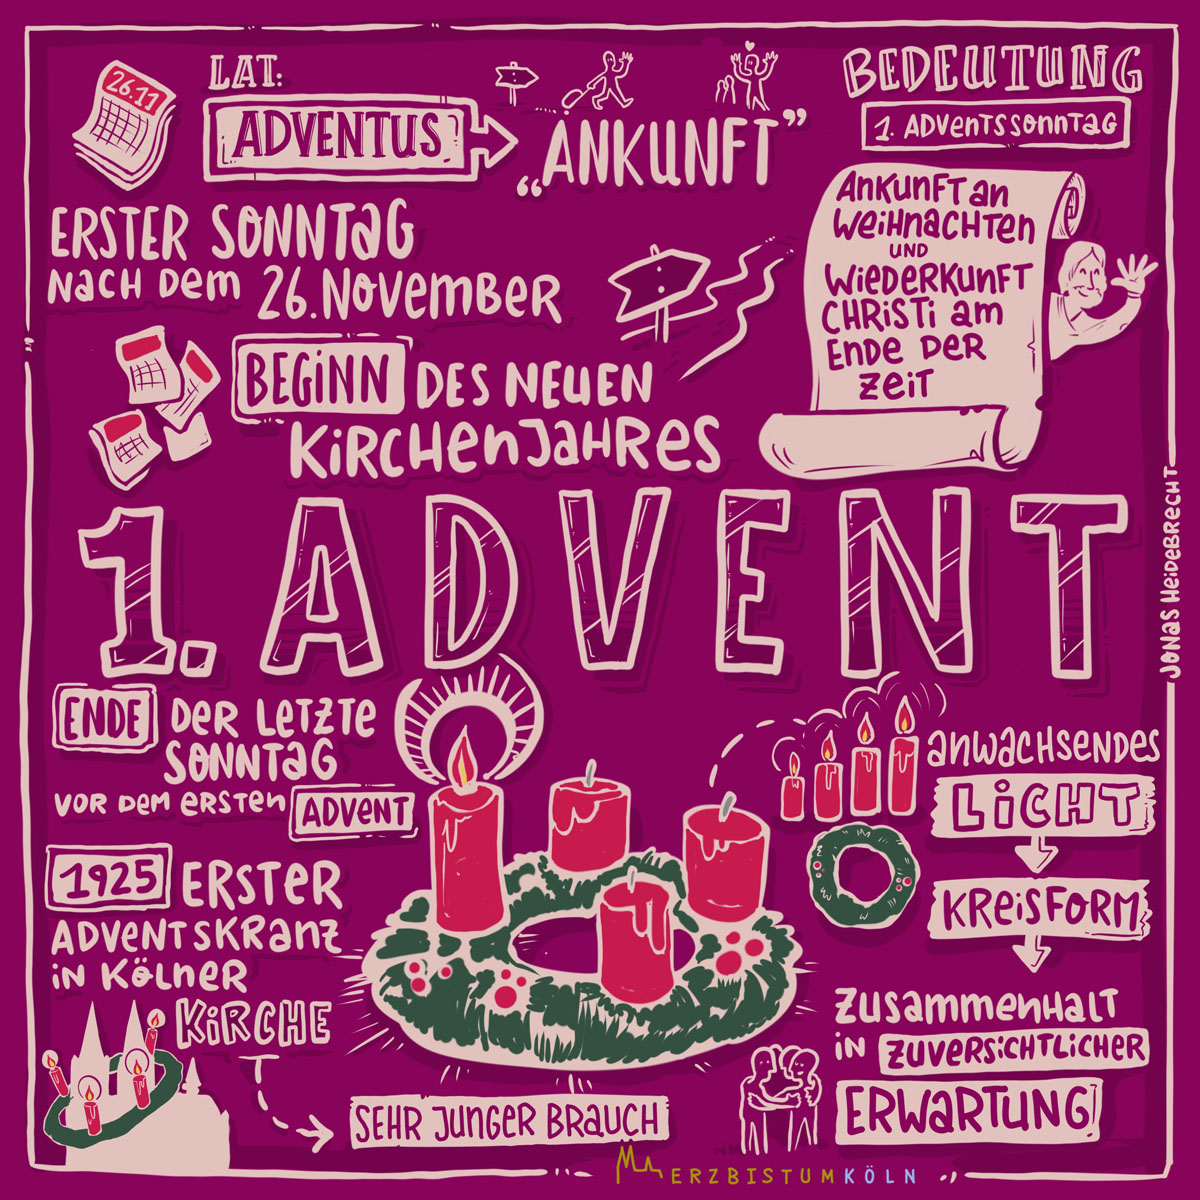 26.11
LAT:
ADVENTUS
„ANKUNFT”
ERSTER SONNTAG
NACH DEM 26. NOVEMBER
BEGINN DES NEUEN
KIRCHENJAHRES
BEDEUTUNG
1. ADVENTSSONNTAG
ANKUNFT AN
WEIHNACHTEN
UND
WIEDERKUNFT
CHRISTI AM
ENDE DER
ZEIT
1. ADVENT
JONAS HEIDEBRECHT
ENDE DER LETZTE
SONNTAG
VOR DEM ERSTEN ADVENT
1925 ERSTER
ADVENTSKRANZ
IN KÖLNER
KIRCHE
SEHR JUNGER BRAUCH
ANWACHSENDES
LICHT
KREISFORM
ZUSAMMENHALT
IN ZUVERSICHTLICHER
ERWARTUNG
ERZBISTUMKÖLN